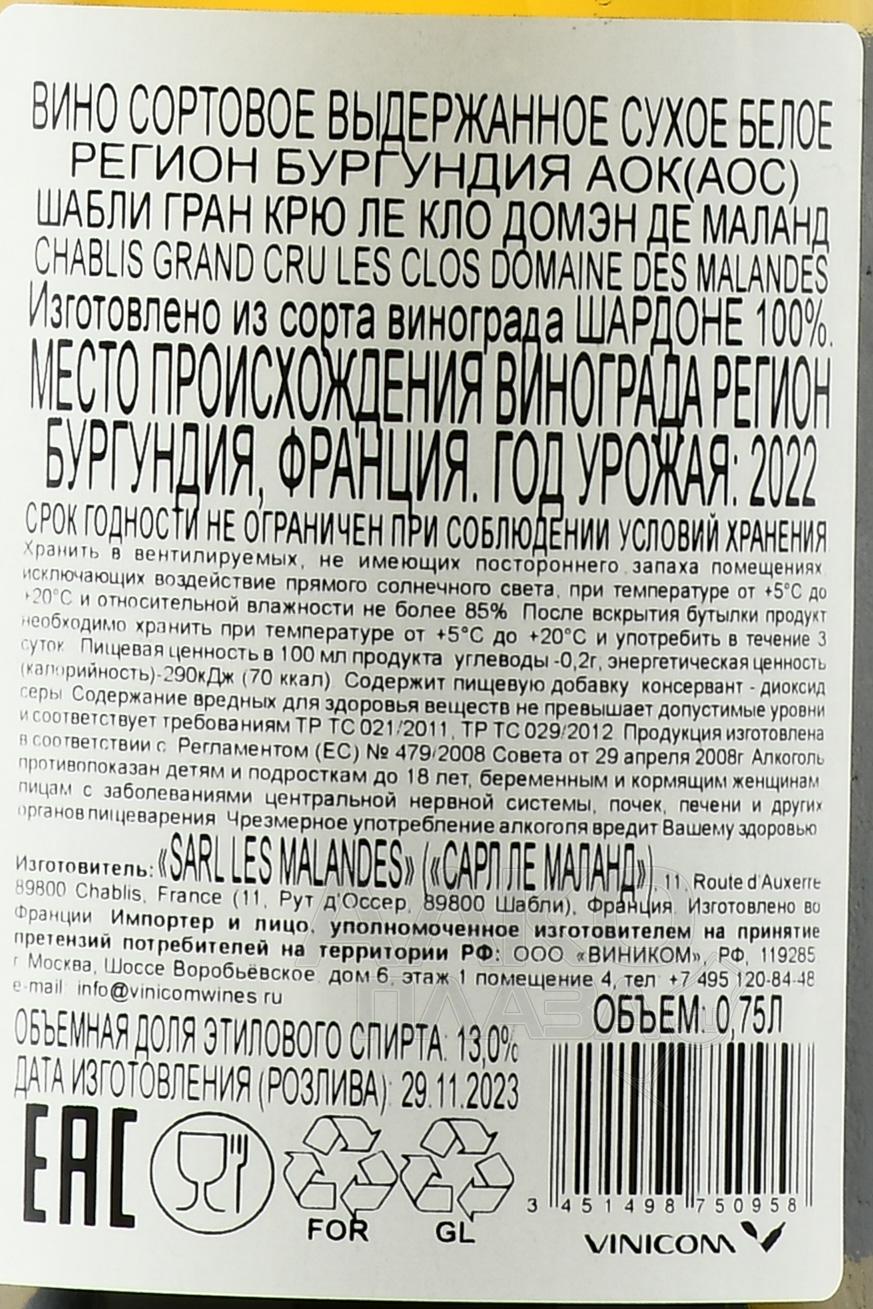 ВИНО СОРТОВОЕ ВЫДЕРЖАННОЕ СУХОЕ БЕЛОЕ
РЕГИОН БУРГУНДИЯ АОК(АОС)
ШАБЛИ ГРАН КРЮ ЛЕ КЛО ДОМЭН ДЕ МАЛАНД
CHABLIS GRAND CRU LES CLOS DOMAINE DES MALANDES
Изготовлено из сорта винограда ШАРДОНЕ 100%.
МЕСТО ПРОИСХОЖДЕНИЯ ВИНОГРАДА РЕГИОН
БУРГУНДИЯ, ФРАНЦИЯ. ГОД УРОЖАЯ: 2022
СРОК ГОДНОСТИ НЕ ОГРАНИЧЕН ПРИ СОБЛЮДЕНИИ УСЛОВИЙ ХРАНЕНИЯ
Хранить в вентилируемых, не имеющих постороннего запаха помещениях
исключающих воздействие прямого солнечного света, при температуре от +5°С до
+20°С и относительной влажности не более 85% После вскрытия бутылки продукт
необходимо хранить при температуре от +5°С до +20°С и употребить в течение 3
суток Пищевая ценность в 100 мл продукта углеводы -0,2г, энергетическая ценность
(калорийность)-290кДж (70 ккал) Содержит пищевую добавку консервант - диоксид
серы Содержание вредных для здоровья веществ не превышает допустимые уровни
и соответствует требованиям ТР ТС 021/2011, ТР ТС 029/2012 Продукция изготовлена
в соответствии с Регламентом (ЕС) № 479/2008 Совета от 29 апреля 2008г Алкоголь
противопоказан детям и подросткам до 18 лет, беременным и кормящим женщинам
лицам с заболеваниями центральной нервной системы, почек, печени и других
органов пищеварения Чрезмерное употребление алкоголя вредит Вашему здоровью
Изготовитель: «SARL LES MALANDES» («САРЛ ЛЕ МАЛАНД»), 11, Route d'Auxerre
89800 Chablis, France (11, Рут д'Оссер, 89800 Шабли), Франция Изготовлено во
Франции Импортер и лицо, уполномоченное изготовителем на принятие
претензий потребителей на территории РФ: ООО «ВИНИКОМ», РФ, 119285
г Москва, Шоссе Воробьёвское дом 6, этаж 1 помещение 4, тел +7 495 120-84-48
e-mail info@vinicomwines ru
ОБЪЕМ: 0,75Л
ОБЪЕМНАЯ ДОЛЯ ЭТИЛОВОГО СПИРТА: 13,0%
ДАТА ИЗГОТОВЛЕНИЯ (РОЗЛИВА): 29.11.2023
EAC
FOR GL
3 451498 750958
VINICOM